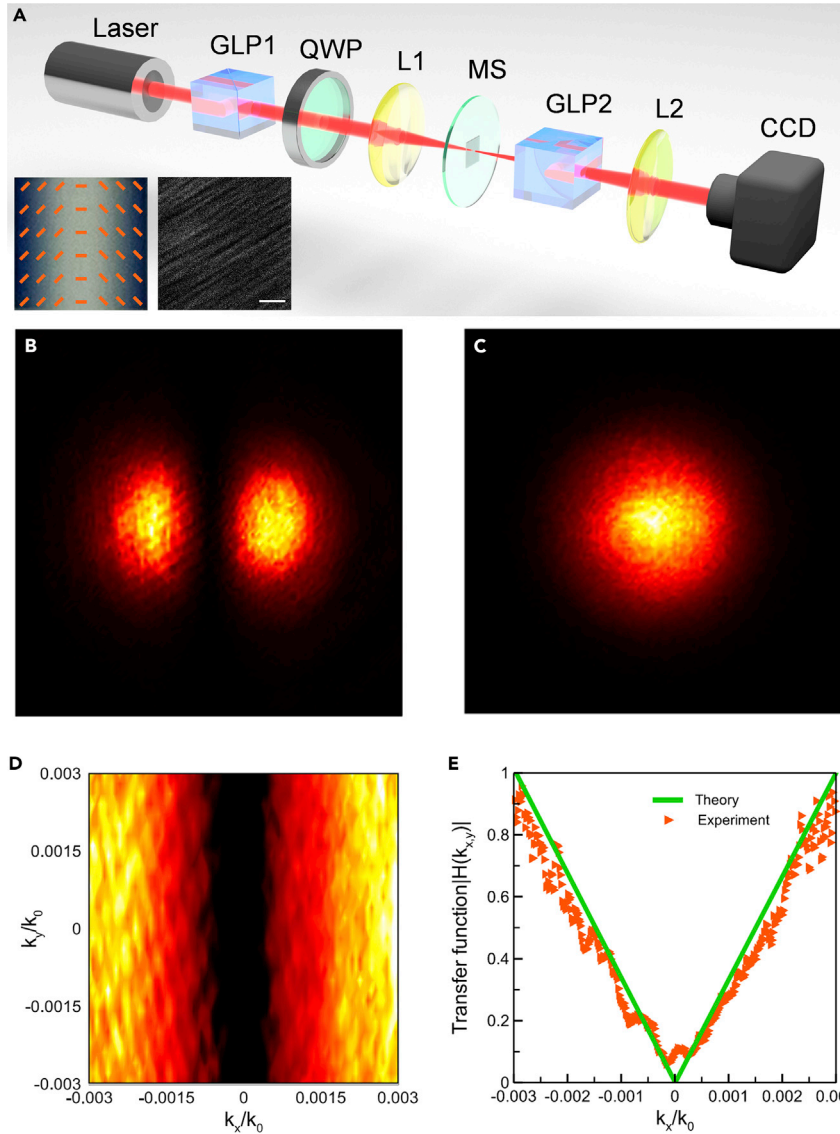 A
Laser
GLP1
QWP
L1
MS
GLP2
L2
CCD
B
C
D
0.003
0.0015
0
-0.0015
-0.003
k_y/k_0
-0.003 -0.0015 0 0.0015 0.003
k_x/k_0
E
1
0.8
0.6
0.4
0.2
0
Transfer function|H(k_x,y)|
Theory
Experiment
-0.003 -0.002 -0.001 0 0.001 0.002
k_x/k_0